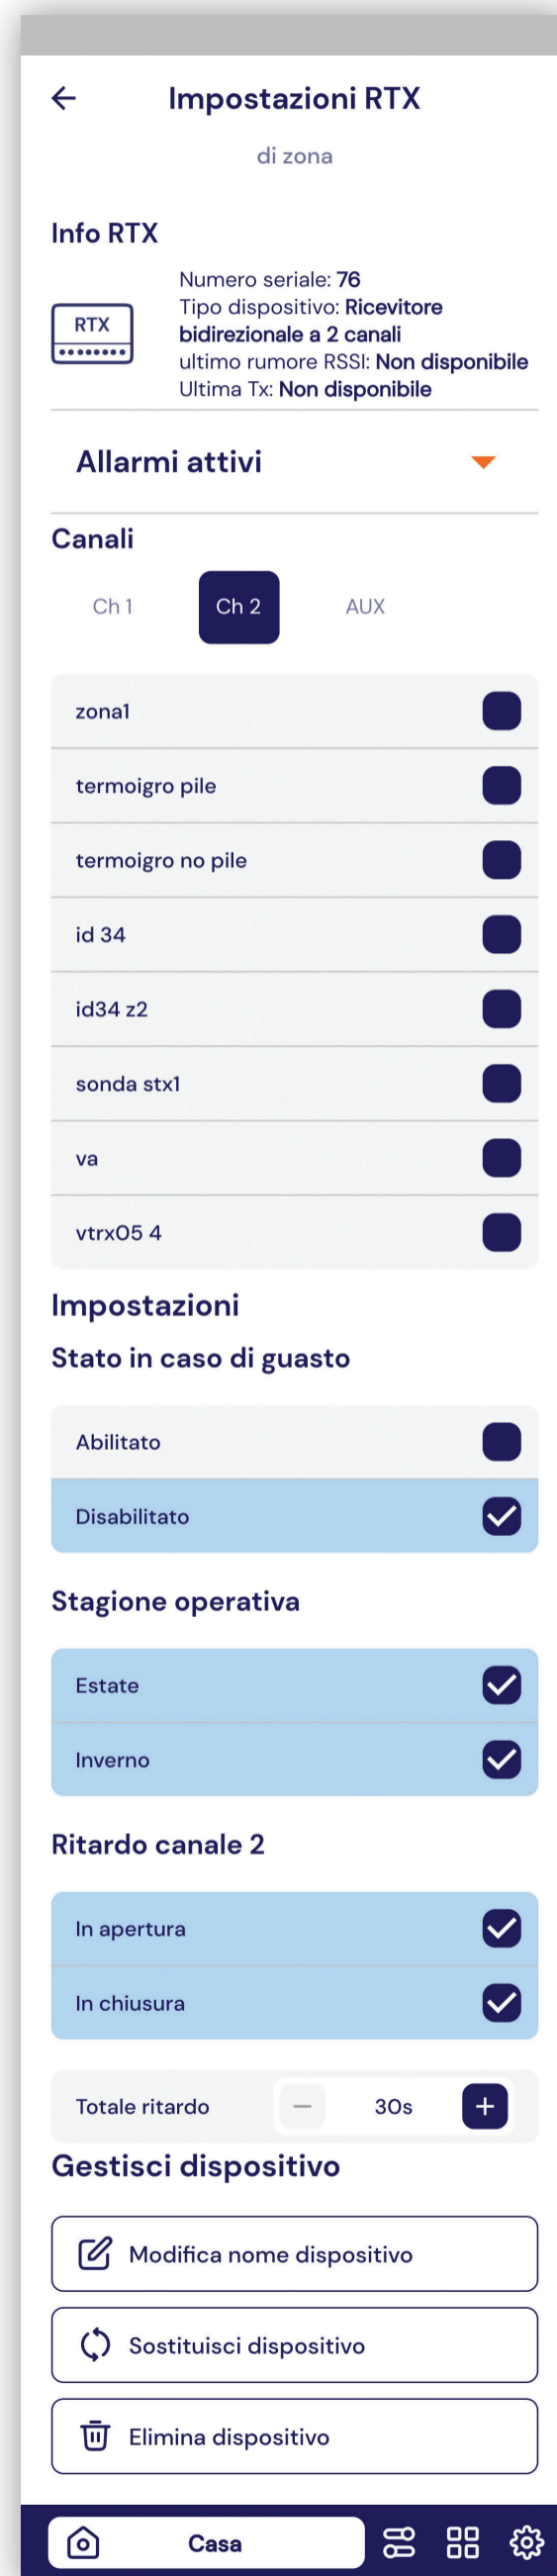 Impostazioni RTX
di zona
Info RTX
RTX
Numero seriale: 76
Tipo dispositivo: Ricevitore
bidirezionale a 2 canali
ultimo rumore RSSI: Non disponibile
Ultima Tx: Non disponibile
Allarmi attivi
Canali
Ch 1 Ch 2 AUX
zona1
termoigro pile
termoigro no pile
id 34
id34 z2
sonda stx1
va
vtrx05 4
Impostazioni
Stato in caso di guasto
Abilitato
Disabilitato
Stagione operativa
Estate
Inverno
Ritardo canale 2
In apertura
In chiusura
Totale ritardo − 30s +
Gestisci dispositivo
Modifica nome dispositivo
Sostituisci dispositivo
Elimina dispositivo
Casa